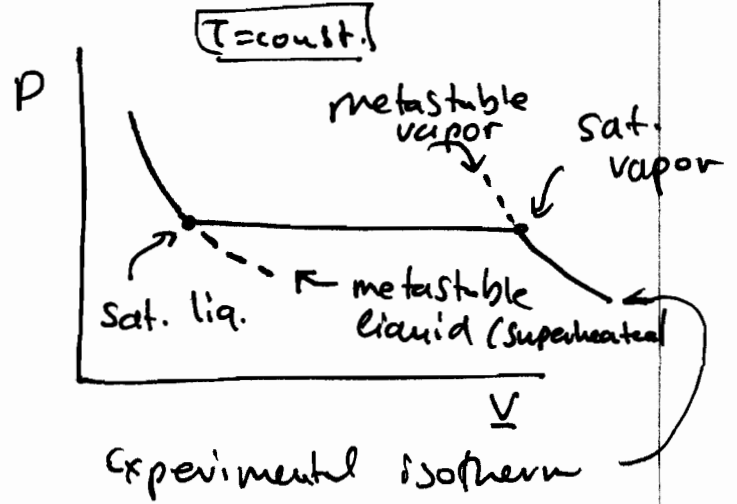 T=const.
P
metastable
vapor
sat.
vapor
sat. liq.
metastable
liquid (superheated
V
experimental isotherm